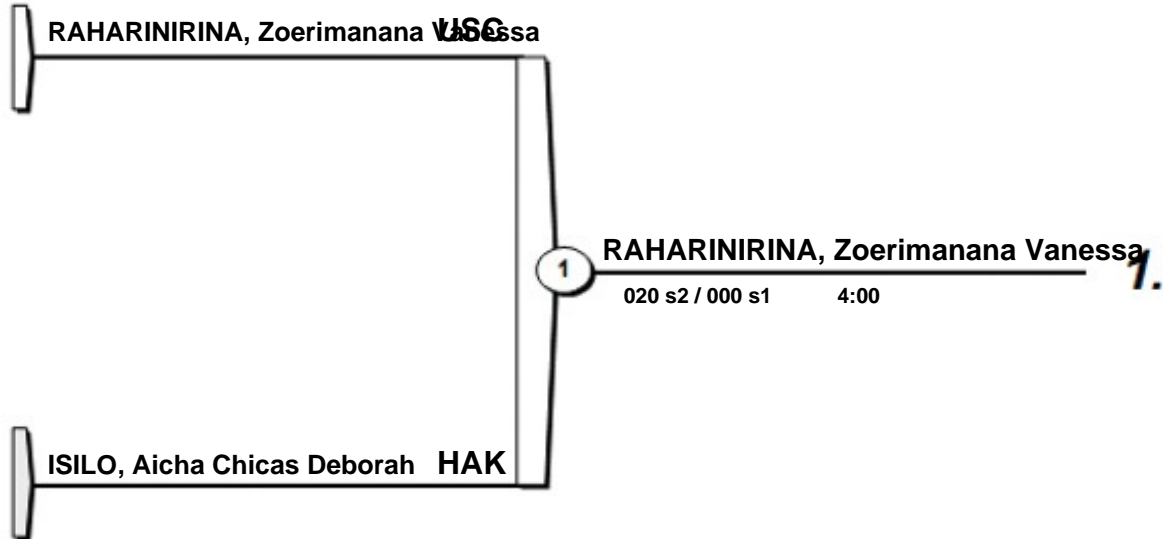 RAHARINIRINA, Zoerimanana Vanessa USC
1
RAHARINIRINA, Zoerimanana Vanessa 1.
020 s2 / 000 s1 4:00
ISILO, Aicha Chicas Deborah HAK